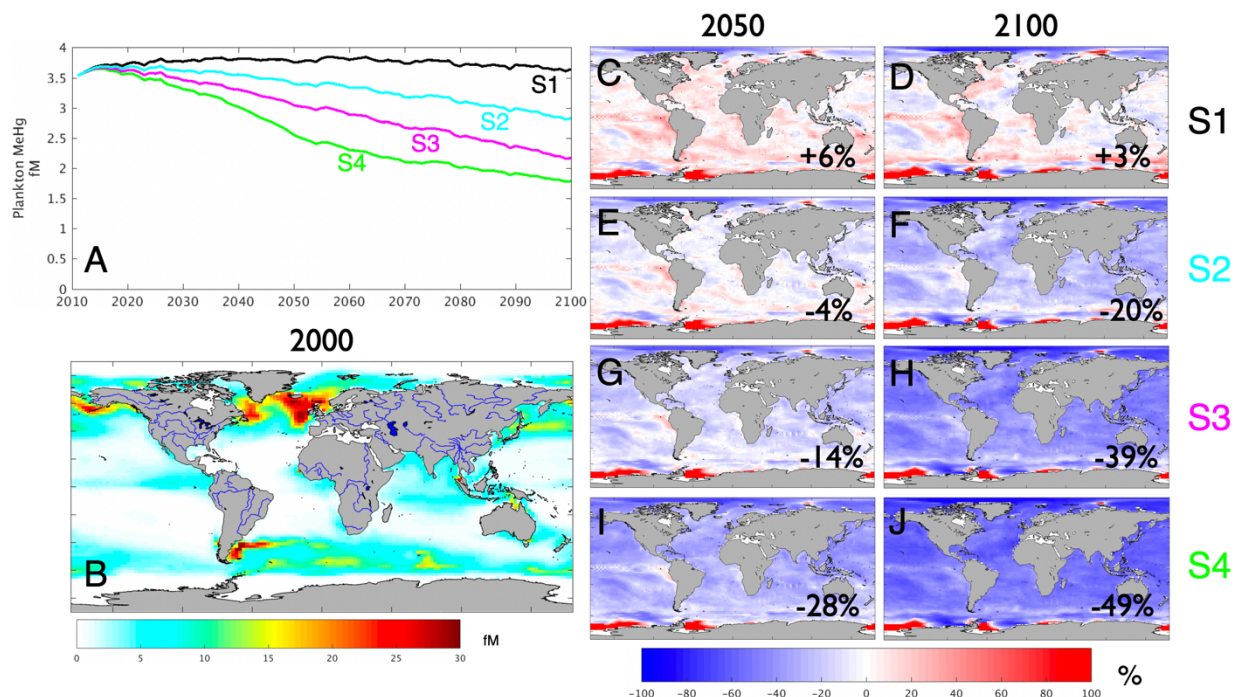 4
3.5
3
2.5
2
1.5
1
0.5
0
Plankton MeHg
fM
S1
S2
S3
S4
A
2010 2020 2030 2040 2050 2060 2070 2080 2090 2100
2000
B
0 5 10 15 20 25 30
fM
2050 2100
C +6% D +3% S1
E -4% F -20% S2
G -14% H -39% S3
I -28% J -49% S4
-100 -80 -60 -40 -20 0 20 40 60 80 100
%